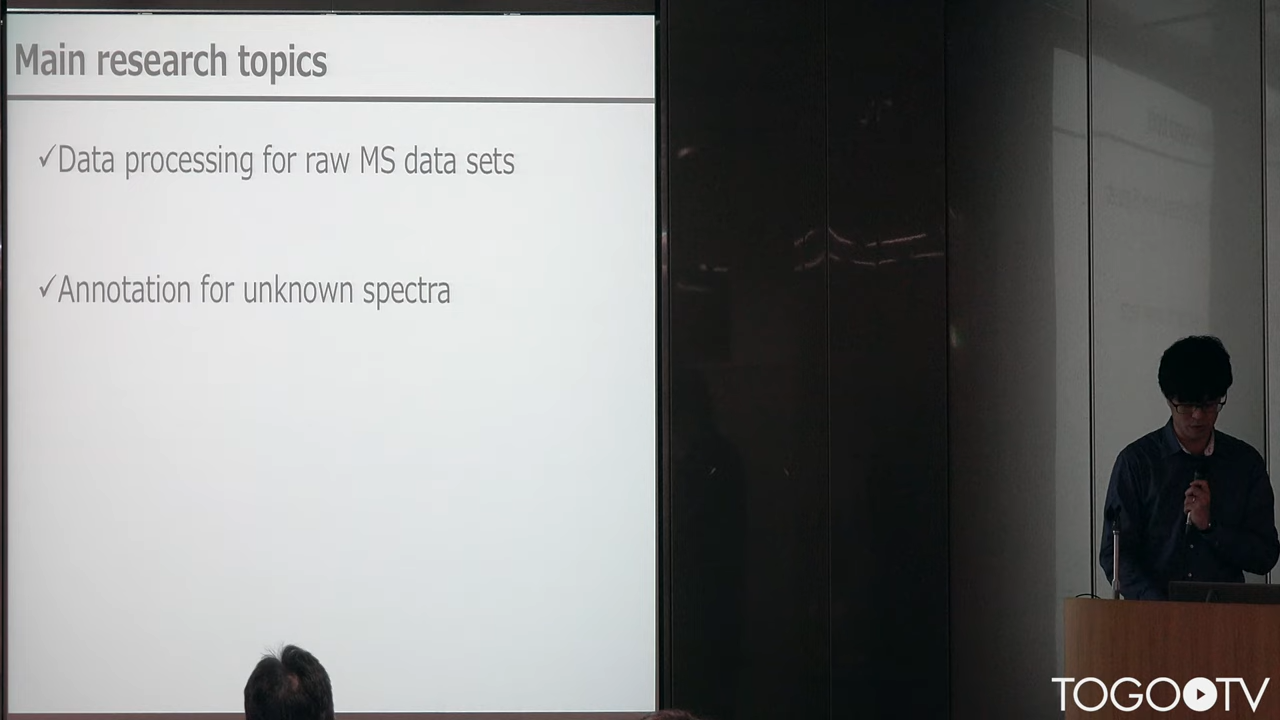 Main research topics
✓Data processing for raw MS data sets
✓Annotation for unknown spectra
TOGOTV